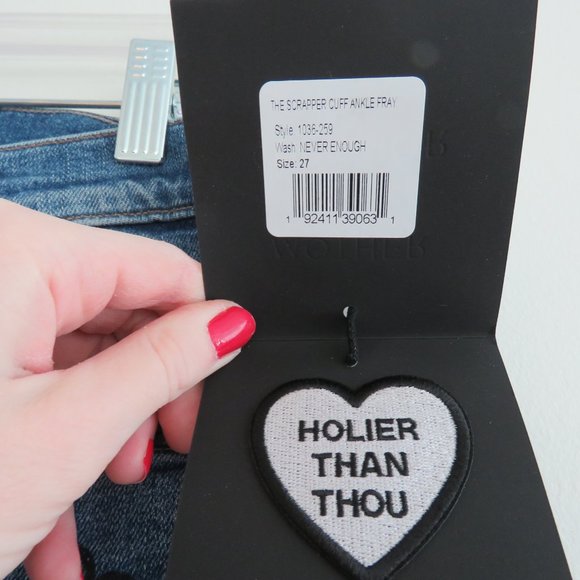 THE SCRAPPER CUFF ANKLE FRAY
Style: 1036-259
Wash: NEVER ENOUGH
Size: 27
1 92411 39063 1
MOTHER
HOLIER
THAN
THOU